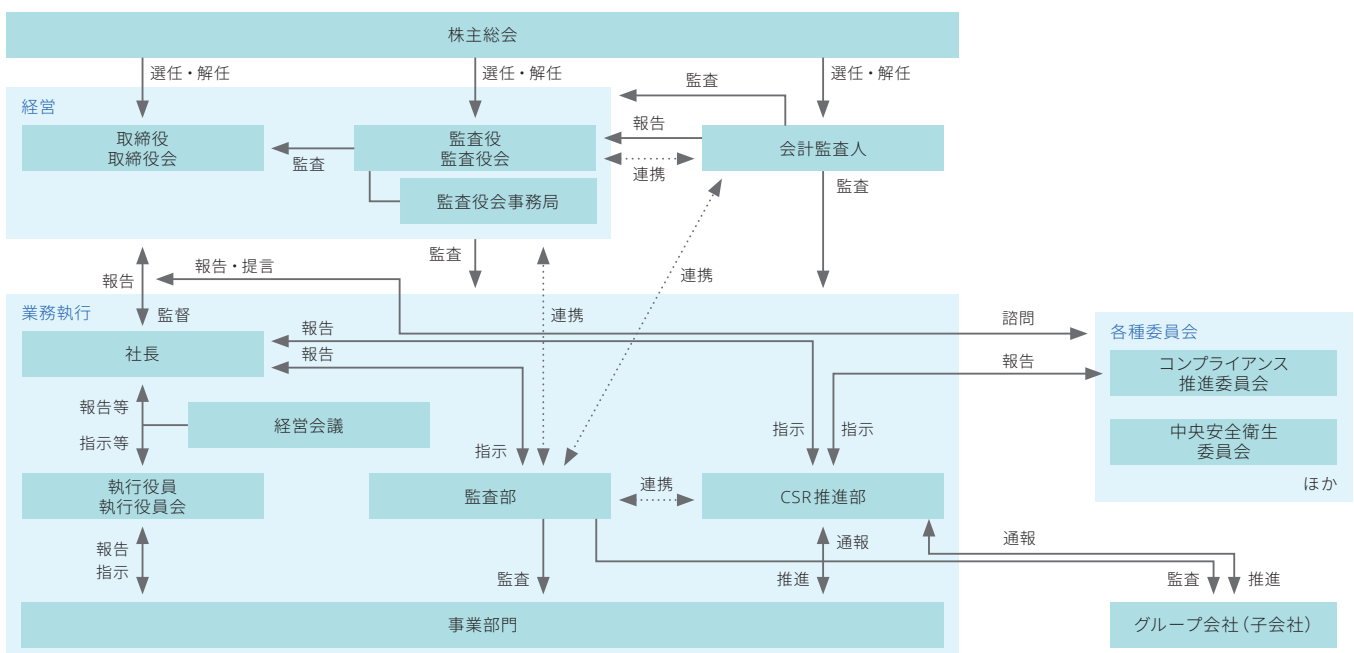 株主総会
選任・解任
選任・解任
選任・解任
監査
経営
取締役
取締役会
監査
監査役
監査役会
監査役会事務局
報告
連携
会計監査人
監査
監査
報告・提言
報告
監督
連携
連携
業務執行
社長
報告
報告
諮問
報告
各種委員会
コンプライアンス
推進委員会
中央安全衛生
委員会
ほか
報告等
指示等
経営会議
指示
指示
指示
執行役員
執行役員会
監査部
連携
CSR推進部
報告
指示
監査
通報
推進
通報
監査
推進
事業部門
グループ会社(子会社)